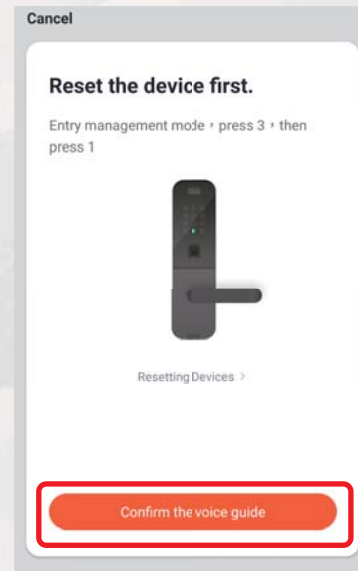 Cancel
Reset the device first.
Entry management mode，press 3，then
press 1
Resetting Devices >
Confirm the voice guide